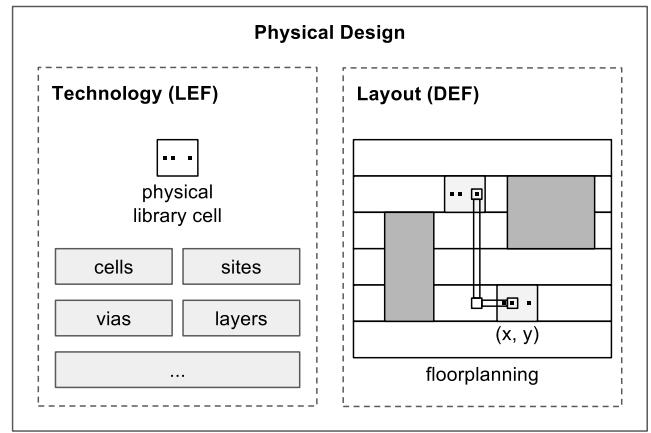 Physical Design
Technology (LEF)
physical
library cell
cells
sites
vias
layers
...
Layout (DEF)
(x, y)
floorplanning